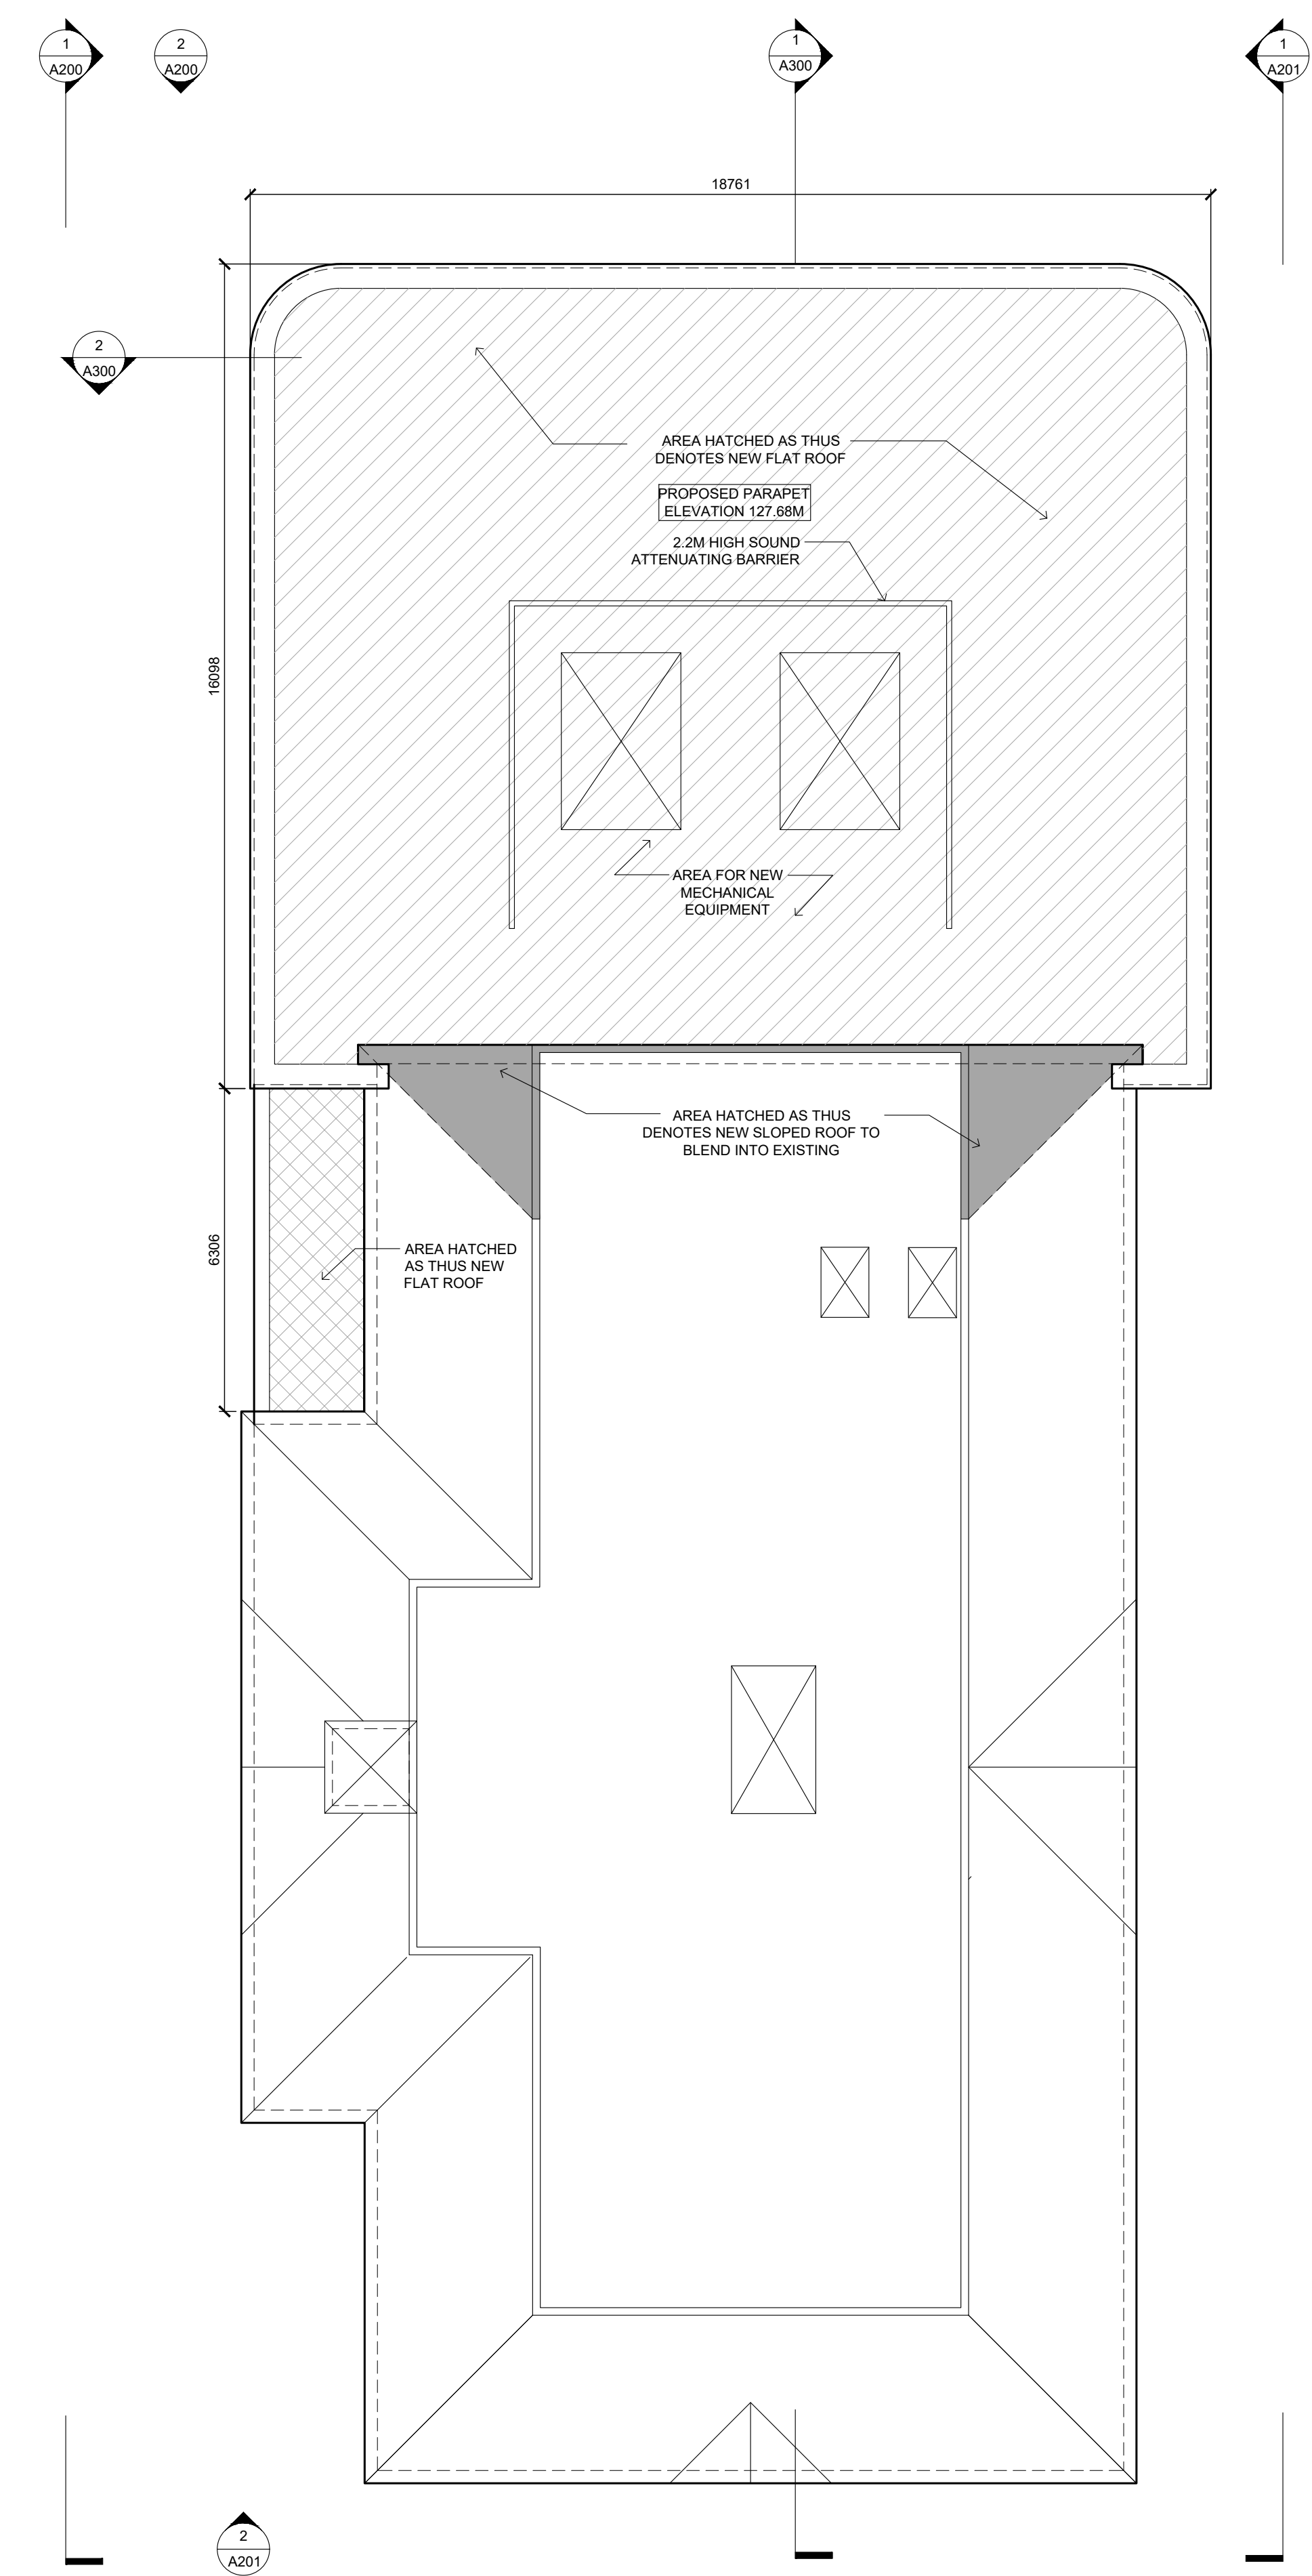 1
A200
2
A200
1
A300
1
A201
18761
2
A300
AREA HATCHED AS THUS
DENOTES NEW FLAT ROOF
PROPOSED PARAPET
ELEVATION 127.68M
2.2M HIGH SOUND
ATTENUATING BARRIER
16098
AREA FOR NEW
MECHANICAL
EQUIPMENT
AREA HATCHED AS THUS
DENOTES NEW SLOPED ROOF TO
BLEND INTO EXISTING
6306
AREA HATCHED
AS THUS NEW
FLAT ROOF
2
A201